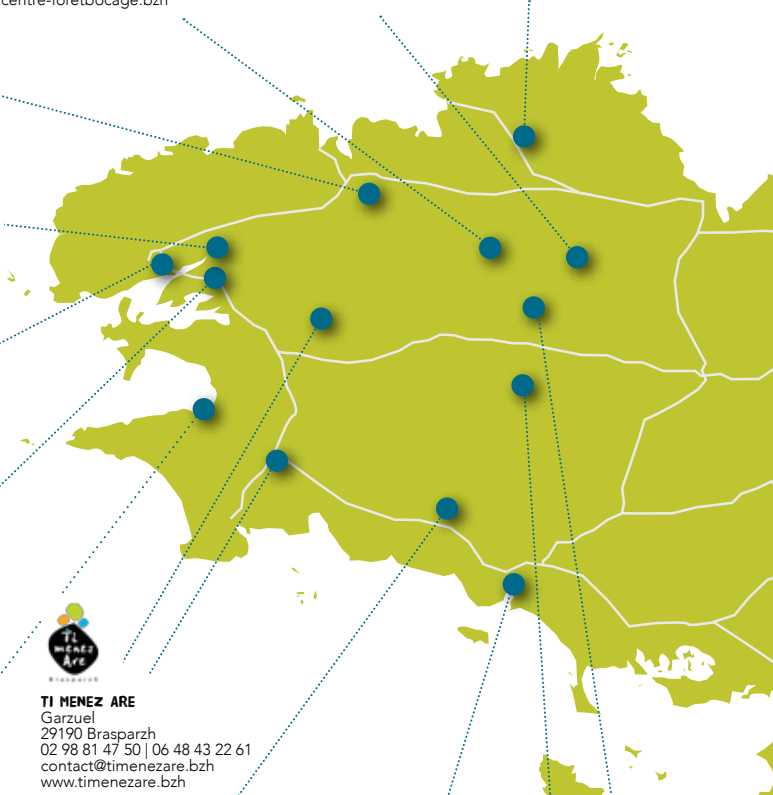 centre-foretbocage.bzh
Ti
menez
Are
Brasparzh
TI MENEZ ARE
Garzuel
29190 Brasparzh
02 98 81 47 50 | 06 48 43 22 61
contact@timenezare.bzh
www.timenezare.bzh